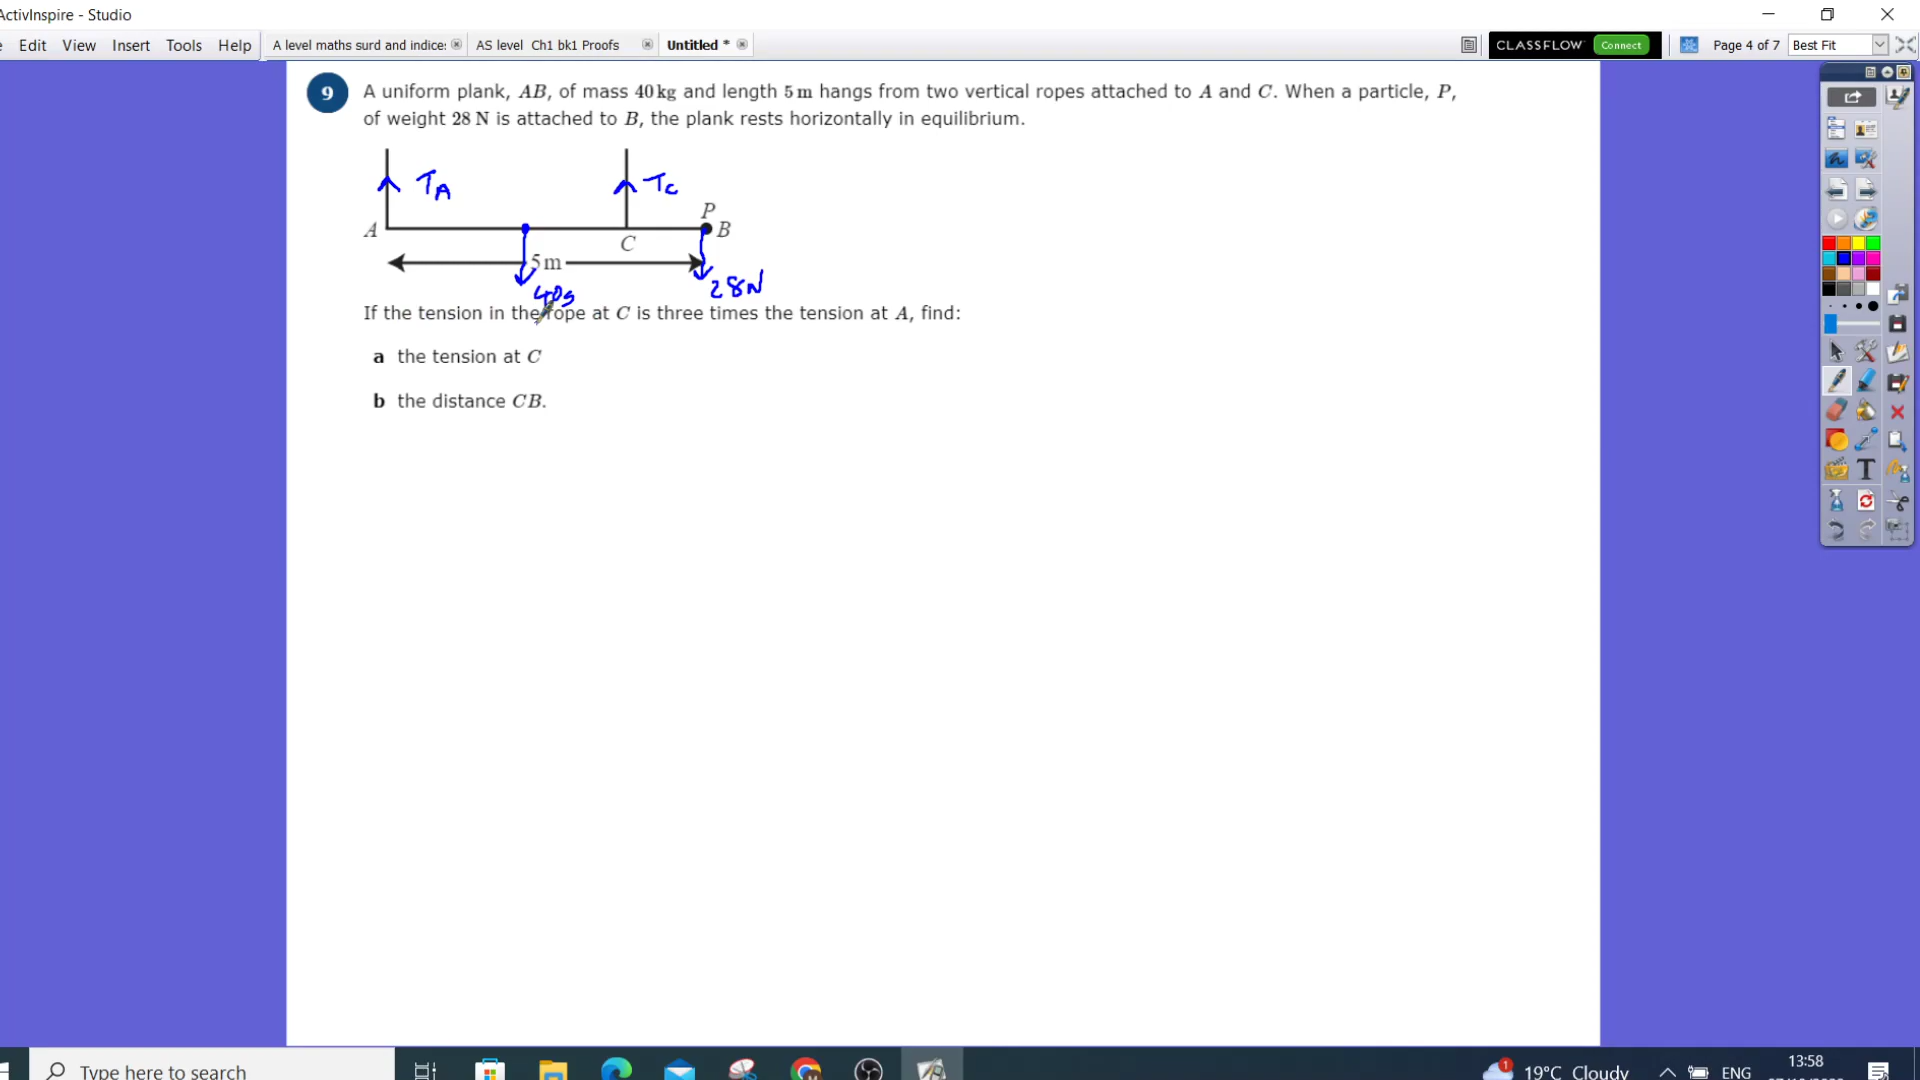 ActivInspire - Studio
Edit View Insert Tools Help
A level maths surd and indice: AS level Ch1 bk1 Proofs Untitled *
CLASSFLOW Connect Page 4 of 7 Best Fit
9 A uniform plank, AB, of mass 40 kg and length 5 m hangs from two vertical ropes attached to A and C. When a particle, P,
of weight 28 N is attached to B, the plank rests horizontally in equilibrium.
TA TC
P
A B
C
5 m
40g 28N
If the tension in the rope at C is three times the tension at A, find:
a the tension at C
b the distance CB.
13:58
Type here to search 1 19°C Cloudy ENG